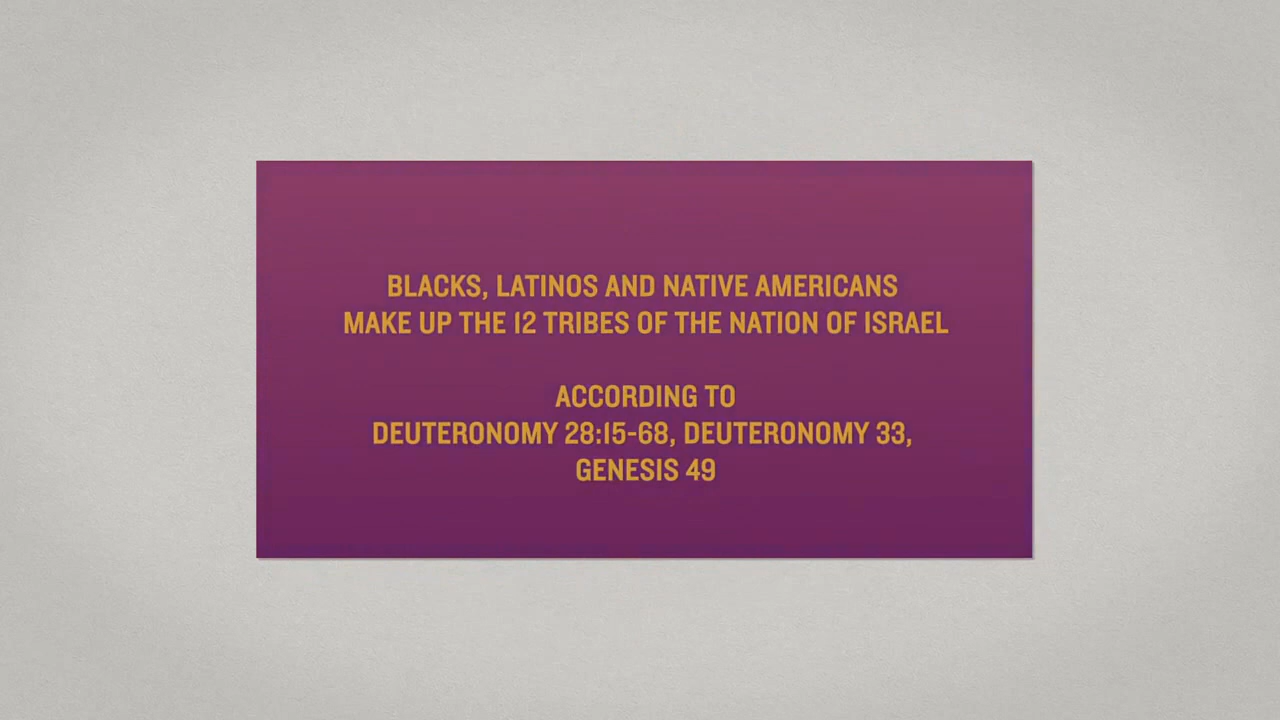 BLACKS, LATINOS AND NATIVE AMERICANS
MAKE UP THE 12 TRIBES OF THE NATION OF ISRAEL
ACCORDING TO
DEUTERONOMY 28:15-68, DEUTERONOMY 33,
GENESIS 49